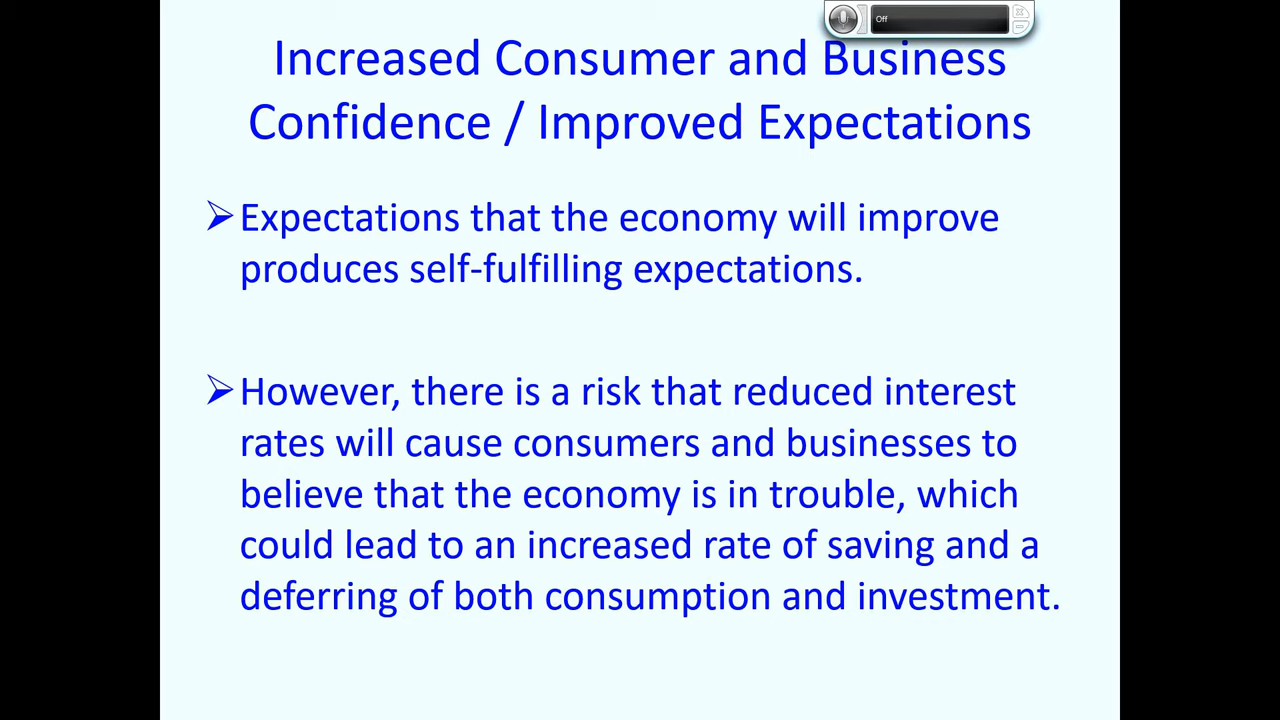 Off
Increased Consumer and Business
Confidence / Improved Expectations
➢Expectations that the economy will improve
produces self-fulfilling expectations.
➢However, there is a risk that reduced interest
rates will cause consumers and businesses to
believe that the economy is in trouble, which
could lead to an increased rate of saving and a
deferring of both consumption and investment.